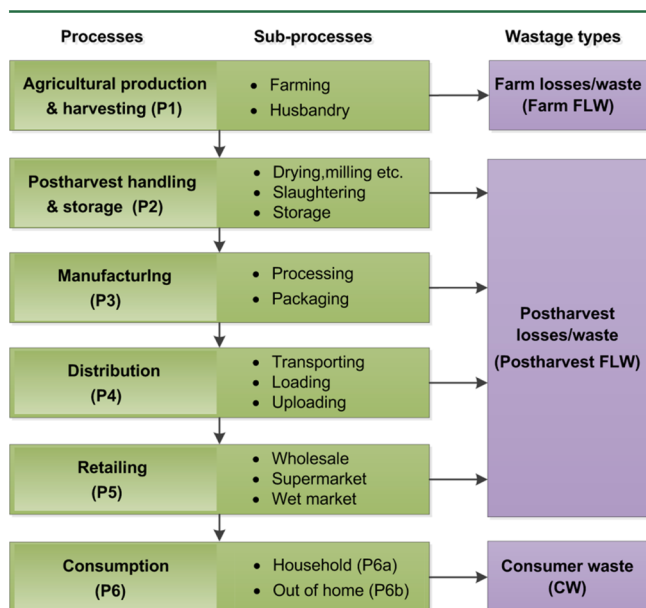 Processes
Sub-processes
Wastage types
Agricultural production
& harvesting (P1)
• Farming
• Husbandry
Farm losses/waste
(Farm FLW)
Postharvest handling
& storage (P2)
• Drying,milling etc.
• Slaughtering
• Storage
ManufacturIng
(P3)
• Processing
• Packaging
Postharvest
losses/waste
(Postharvest FLW)
Distribution
(P4)
• Transporting
• Loading
• Uploading
Retailing
(P5)
• Wholesale
• Supermarket
• Wet market
Consumption
(P6)
• Household (P6a)
• Out of home (P6b)
Consumer waste
(CW)